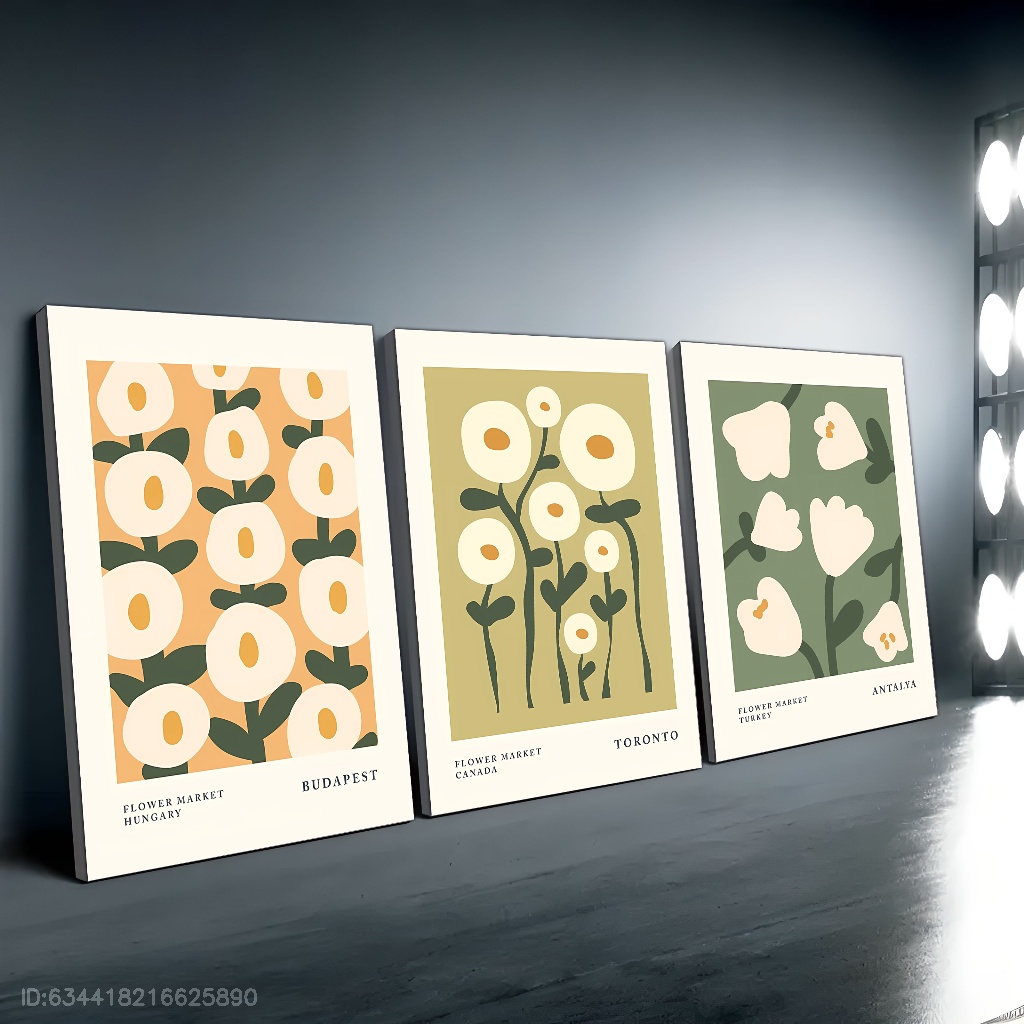 FLOWER MARKET
HUNGARY
BUDAPEST
FLOWER MARKET
CANADA
TORONTO
FLOWER MARKET
TURKEY
ANTALYA
ID:634418216625890